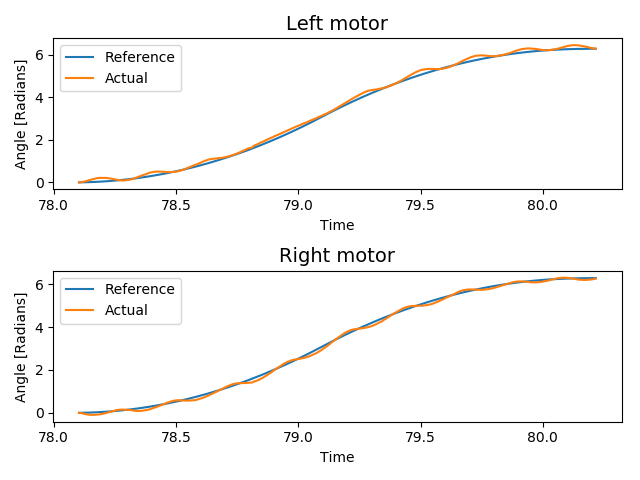 Left motor
Angle [Radians]
6
4
2
0
Reference
Actual
78.0 78.5 79.0 79.5 80.0
Time
Right motor
Angle [Radians]
6
4
2
0
Reference
Actual
78.0 78.5 79.0 79.5 80.0
Time